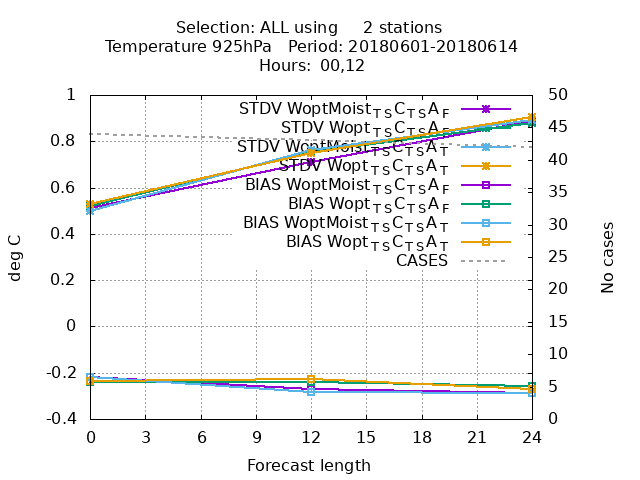 Selection: ALL using 2 stations
Temperature 925hPa Period: 20180601-20180614
Hours: 00,12
1
0.8
0.6
0.4
0.2
0
-0.2
-0.4
50
45
40
35
30
25
20
15
10
5
0
deg C
No cases
STDV WoptMoist_TSC_TSA_F
STDV Wopt_TSC_TSA_F
STDV WoptMoist_TSC_TSA_T
STDV Wopt_TSC_TSA_T
BIAS WoptMoist_TSC_TSA_F
BIAS Wopt_TSC_TSA_F
BIAS WoptMoist_TSC_TSA_T
BIAS Wopt_TSC_TSA_T
CASES
0 3 6 9 12 15 18 21 24
Forecast length